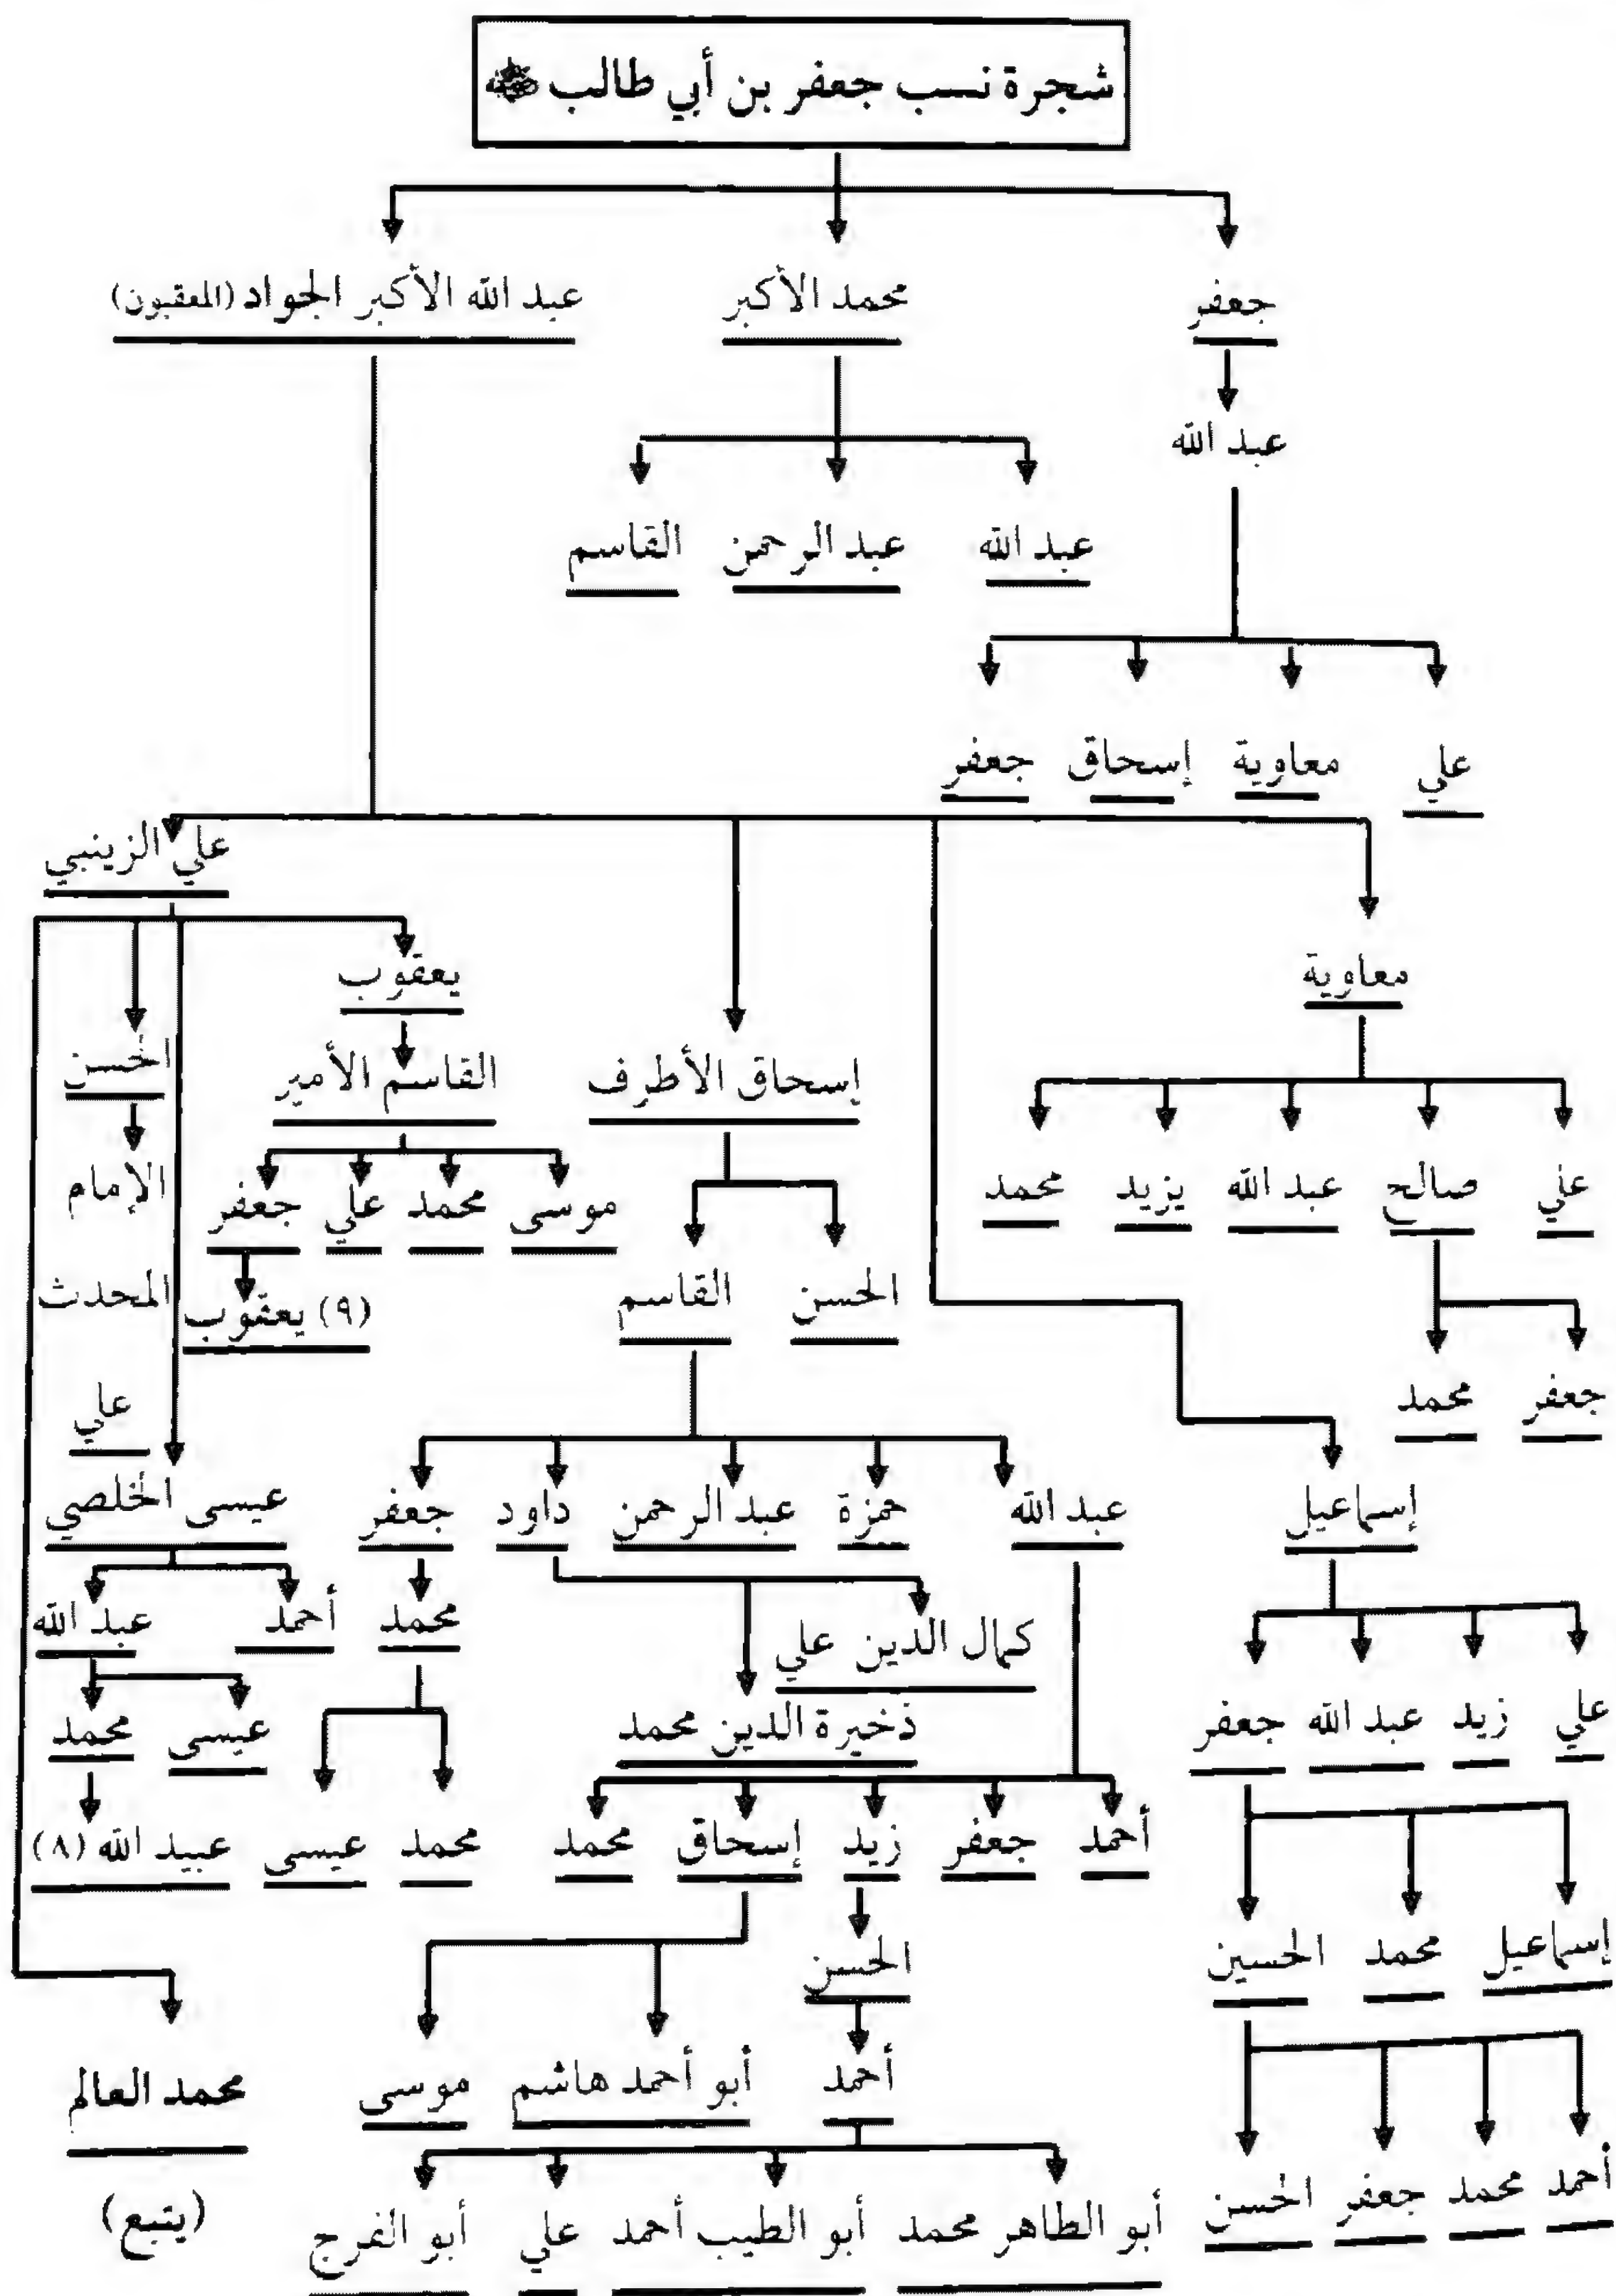 شجرة نسب جعفر بن أبي طالب ﷺ
جعفر
محمد الأكبر
عبد الله الأكبر الجواد (المعقبون)
عبد الله
عبد الله
عبد الرحمن
القاسم
علي
معاوية
إسحاق
جعفر
علي الزينبي
معاوية
يعقوب
إسحاق الأطرف
القاسم الأمير
الحسن
علي
صالح
عبد الله
يزيد
محمد
موسى
محمد
علي
جعفر
الإمام
المحدث
علي
الحسن
القاسم
(٩) يعقوب
جعفر
محمد
إسماعيل
عبد الله
حمزة
عبد الرحمن
داود
جعفر
عيسى الخلصي
كمال الدين علي
محمد
أحمد
عبد الله
علي
زيد
عبد الله
جعفر
ذخيرة الدين محمد
عيسى
محمد
أحمد
جعفر
زيد
إسحاق
محمد
محمد
عيسى
عبيد الله (٨)
إسماعيل
محمد
الحسين
الحسن
أحمد
أبو أحمد هاشم
موسى
محمد العالم
أحمد
محمد
جعفر
الحسن
أبو الطاهر محمد
أبو الطيب أحمد
علي
أبو الفرج
(يتبع)